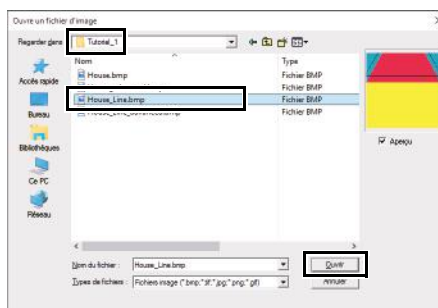 Ouvre un fichier d'image
Regarder dans : Tutorial_1
Nom Type
House.bmp Fichier BMP
Fichier BMP
House_Line.bmp Fichier BMP
Fichier BMP
Accès rapide
Bureau
Bibliothèques
Ce PC
Réseau
Aperçu
Nom du fichier : House_Line.bmp Ouvrir
Types de fichiers : Fichiers image (*.bmp;*.tif;*.jpg;*.png;*.gif) Annuler